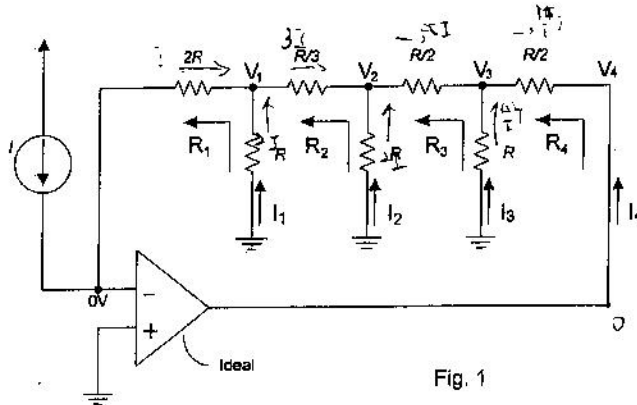 2R
R/3
R/2
R/2
V₁
V₂
V₃
V₄
I
R₁
R
R₂
R
R₃
R
R₄
I₁
I₂
I₃
0V
−
+
Ideal
Fig. 1